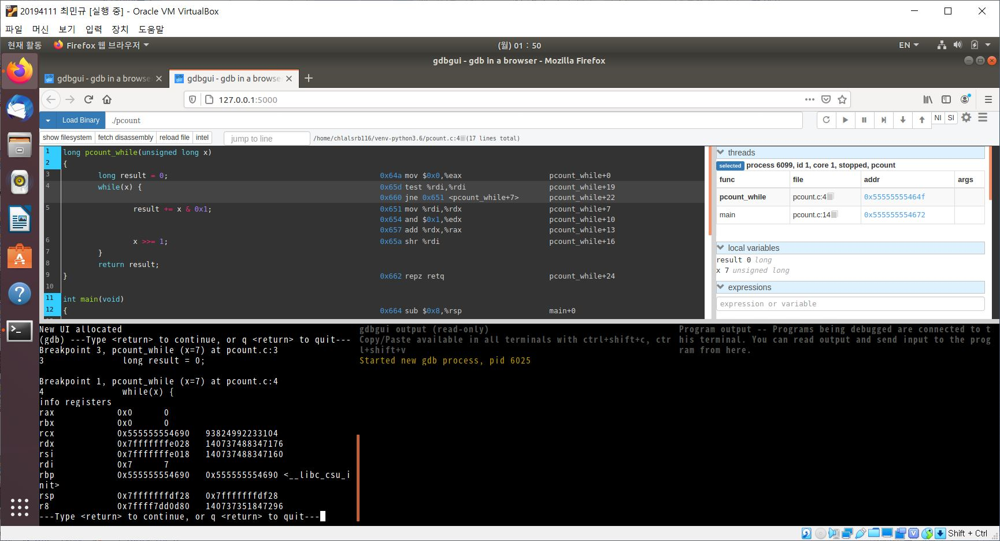 20194111 최민규 [실행 중] - Oracle VM VirtualBox
파일 머신 보기 입력 장치 도움말
현재 활동 Firefox 웹 브라우저 (월) 01 : 50 EN
gdbgui - gdb in a browser - Mozilla Firefox
gdbgui - gdb in a browse gdbgui - gdb in a browse
127.0.0.1:5000
Load Binary ./pcount NI SI
show filesystem fetch disassembly reload file intel jump to line /home/chlalsrb116/venv-python3.6/pcount.c:4 (17 lines total)
1 long pcount_while(unsigned long x)
2 {
3 long result = 0; 0x64a mov $0x0,%eax pcount_while+0
4 while(x) { 0x65d test %rdi,%rdi pcount_while+19
0x660 jne 0x651 <pcount_while+7> pcount_while+22
5 result += x & 0x1; 0x651 mov %rdi,%rdx pcount_while+7
0x654 and $0x1,%edx pcount_while+10
0x657 add %rdx,%rax pcount_while+13
6 x >>= 1; 0x65a shr %rdi pcount_while+16
7 }
8 return result;
9 } 0x662 repz retq pcount_while+24
10
11 int main(void)
12 { 0x664 sub $0x8,%rsp main+0
threads
selected process 6099, id 1, core 1, stopped, pcount
func file addr args
pcount_while pcount.c:4 0x55555555464f
main pcount.c:14 0x555555554672
local variables
result 0 long
x 7 unsigned long
expressions
expression or variable
New UI allocated
(gdb) ---Type <return> to continue, or q <return> to quit---
Breakpoint 3, pcount_while (x=7) at pcount.c:3
3 long result = 0;
Breakpoint 1, pcount_while (x=7) at pcount.c:4
4 while(x) {
info registers
rax 0x0 0
rbx 0x0 0
rcx 0x555555554690 93824992233104
rdx 0x7fffffffe028 140737488347176
rsi 0x7fffffffe018 140737488347160
rdi 0x7 7
rbp 0x555555554690 0x555555554690 <__libc_csu_i
nit>
rsp 0x7fffffffdf28 0x7fffffffdf28
r8 0x7ffff7dd0d80 140737351847296
---Type <return> to continue, or q <return> to quit---
gdbgui output (read-only)
Copy/Paste available in all terminals with ctrl+shift+c, ctr
l+shift+v
Started new gdb process, pid 6025
Program output -- Programs being debugged are connected to t
his terminal. You can read output and send input to the prog
ram from here.
Shift + Ctrl